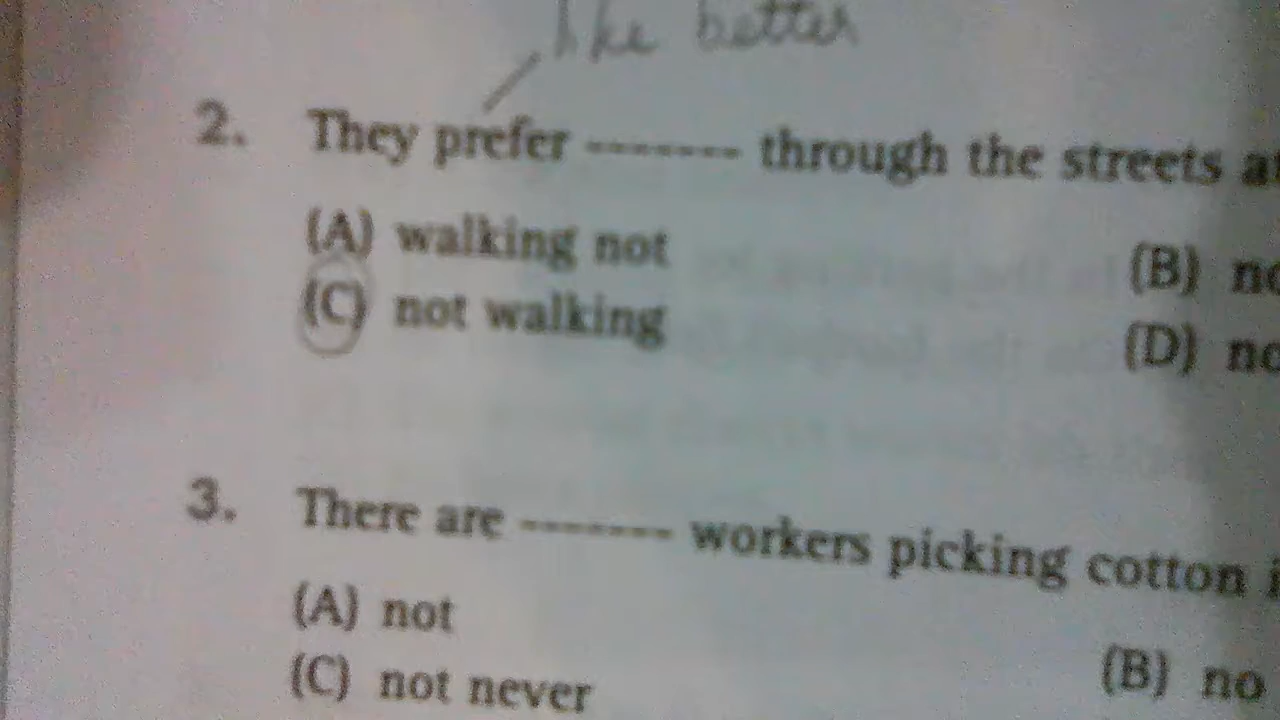 like better
2. They prefer ------- through the streets
(A) walking not
(B)
(C) not walking
(D)
3. There are ------- workers picking cotton
(A) not
(B) no
(C) not never